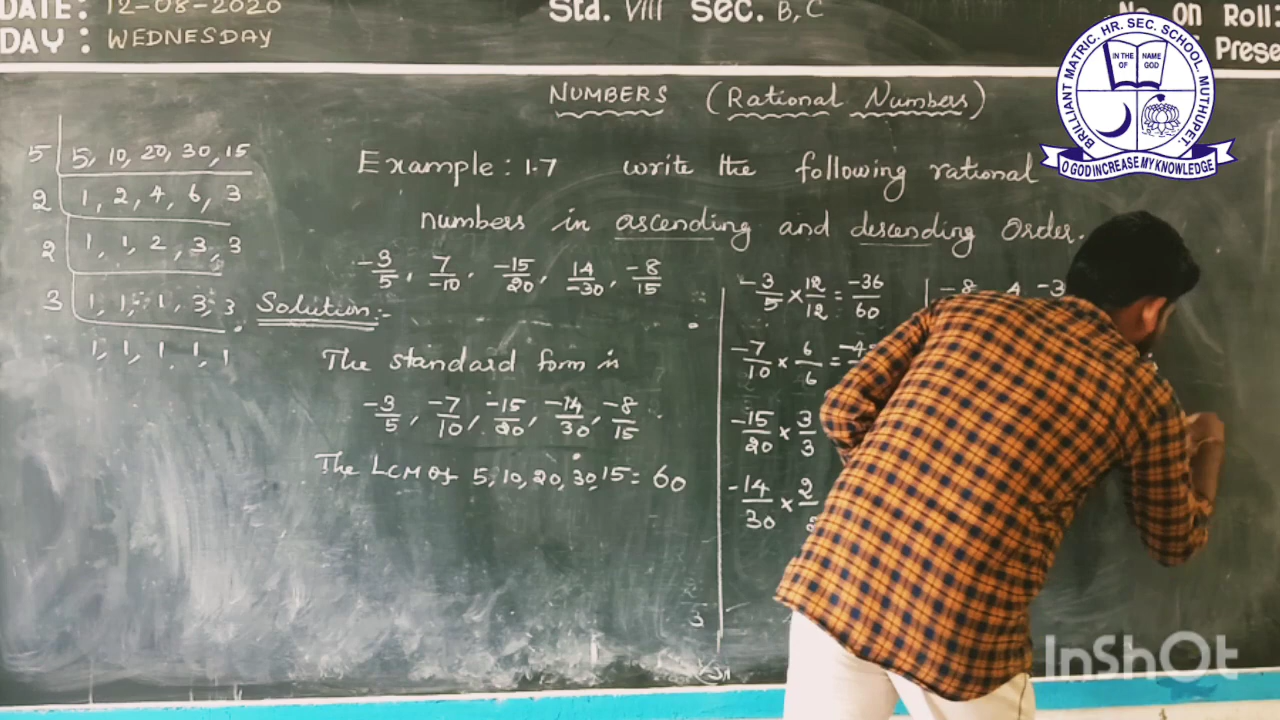 DATE: 12-08-2020
DAY: WEDNESDAY
Std. VIII Sec. B, C
No. on Roll:
Prese
BRILLIANT MATRIC. HR. SEC. SCHOOL. MUTHUPET.
IN THE NAME
OF GOD
O GOD INCREASE MY KNOWLEDGE
NUMBERS (Rational Numbers)
Example: 1.7 write the following rational
numbers in ascending and descending Order.
-3/5, 7/-10, -15/20, 14/-30, -8/15
5 | 5, 10, 20, 30, 15
2 | 1, 2, 4, 6, 3
2 | 1, 1, 2, 3, 3
3 | 1, 1, 1, 3, 3
1, 1, 1, 1, 1
Solution:-
The standard form is
-3/5, -7/10, -15/20, -14/30, -8/15
The LCM of 5, 10, 20, 30, 15 = 60
-3/5 × 12/12 = -36/60
-7/10 × 6/6 = -4
-15/20 × 3/3
-14/30 × 2/2
-8 4 -3
InShOt